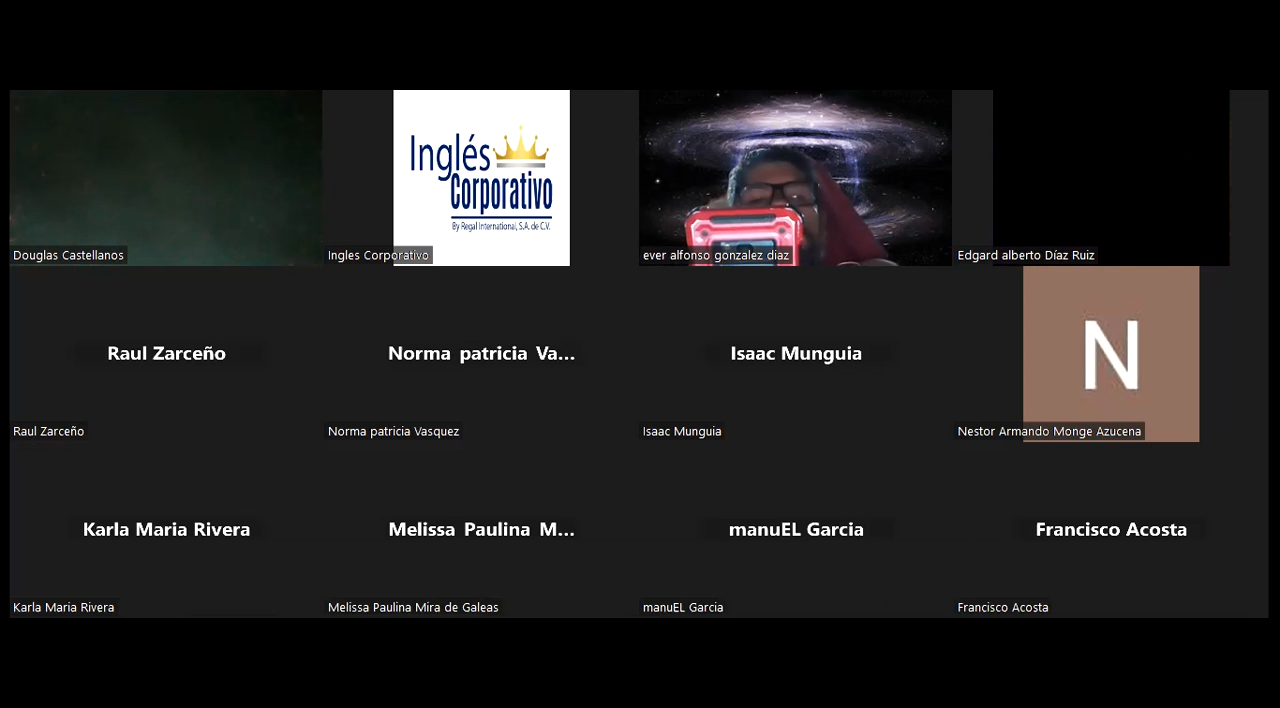 Inglés
Corporativo
By Regal International, S.A. de C.V.
Douglas Castellanos
Ingles Corporativo
ever alfonso gonzalez diaz
Edgard alberto Díaz Ruiz
Raul Zarceño
Norma patricia Va...
Isaac Munguia
N
Raul Zarceño
Norma patricia Vasquez
Isaac Munguia
Nestor Armando Monge Azucena
Karla Maria Rivera
Melissa Paulina M...
manuEL Garcia
Francisco Acosta
Karla Maria Rivera
Melissa Paulina Mira de Galeas
manuEL Garcia
Francisco Acosta